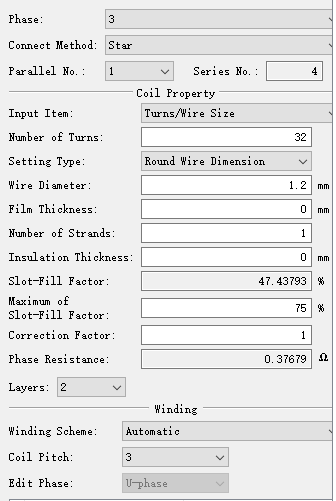 Phase: 3
Connect Method: Star
Parallel No.: 1 Series No.: 4
Coil Property
Input Item: Turns/Wire Size
Number of Turns: 32
Setting Type: Round Wire Dimension
Wire Diameter: 1.2 mm
Film Thickness: 0 mm
Number of Strands: 1
Insulation Thickness: 0 mm
Slot-Fill Factor: 47.43793 %
Maximum of
Slot-Fill Factor: 75 %
Correction Factor: 1
Phase Resistance: 0.37679 Ω
Layers: 2
Winding
Winding Scheme: Automatic
Coil Pitch: 3
Edit Phase: U-phase